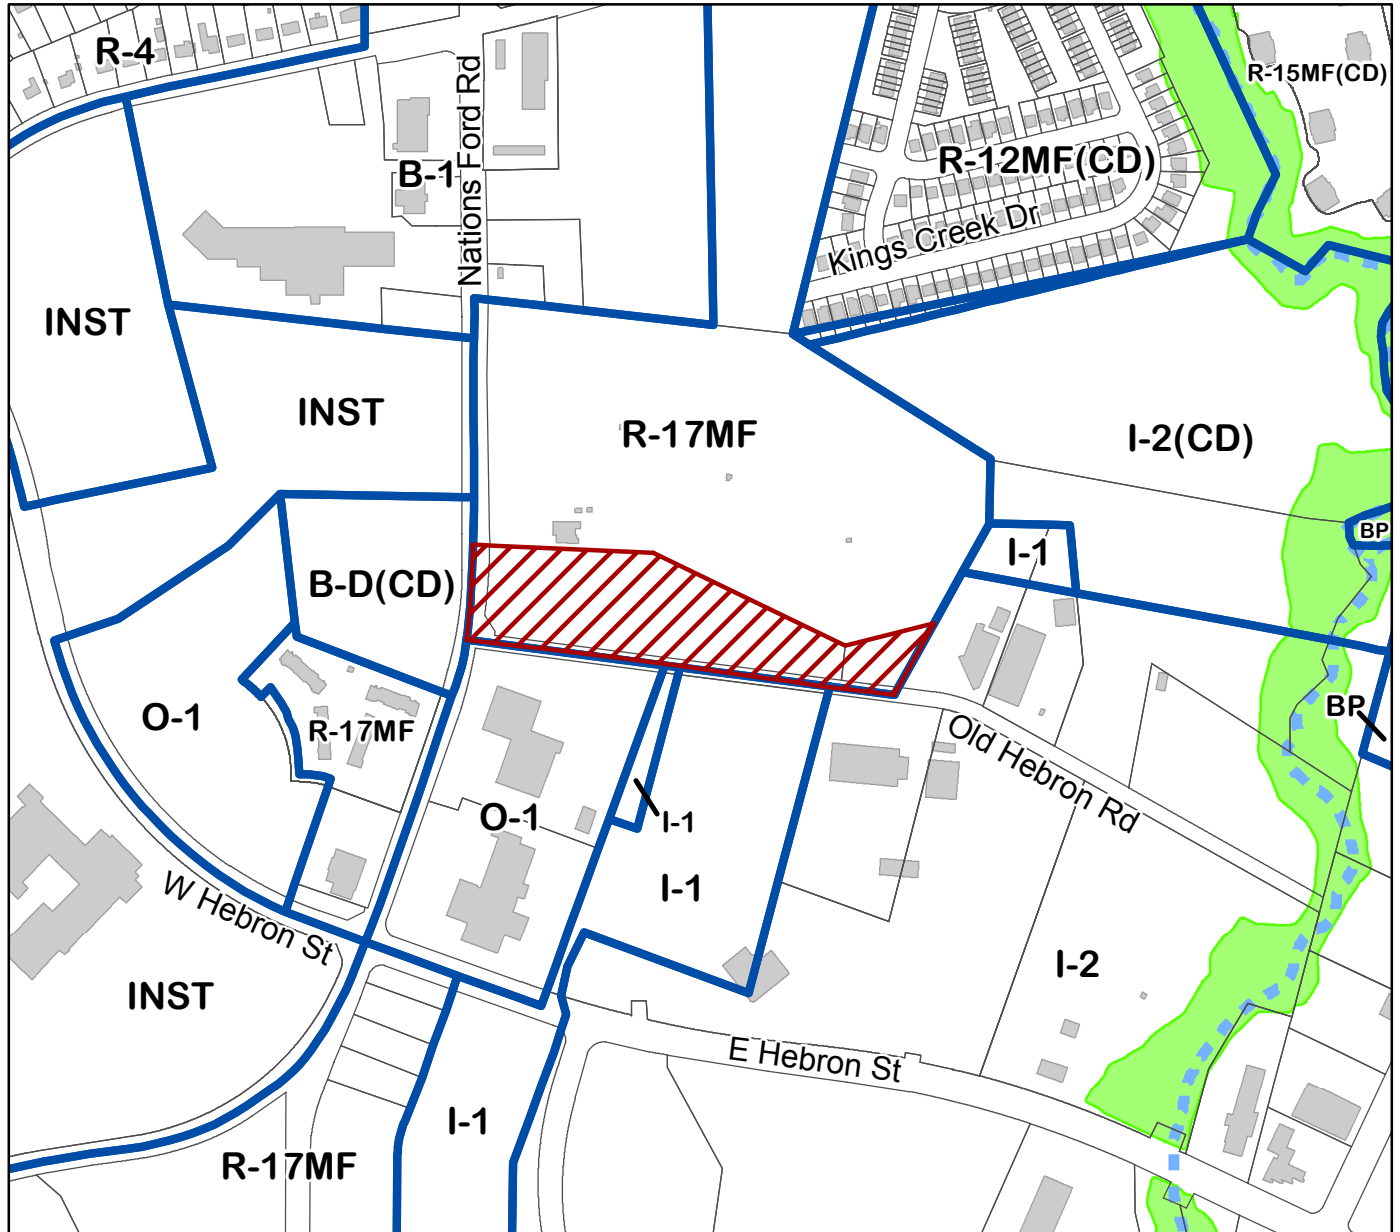 R-4
R-15MF(CD)
Nations Ford Rd
B-1
R-12MF(CD)
Kings Creek Dr
INST
INST
R-17MF
I-2(CD)
BP
I-1
B-D(CD)
O-1
R-17MF
BP
Old Hebron Rd
O-1
I-1
I-1
W Hebron St
INST
I-2
E Hebron St
I-1
R-17MF